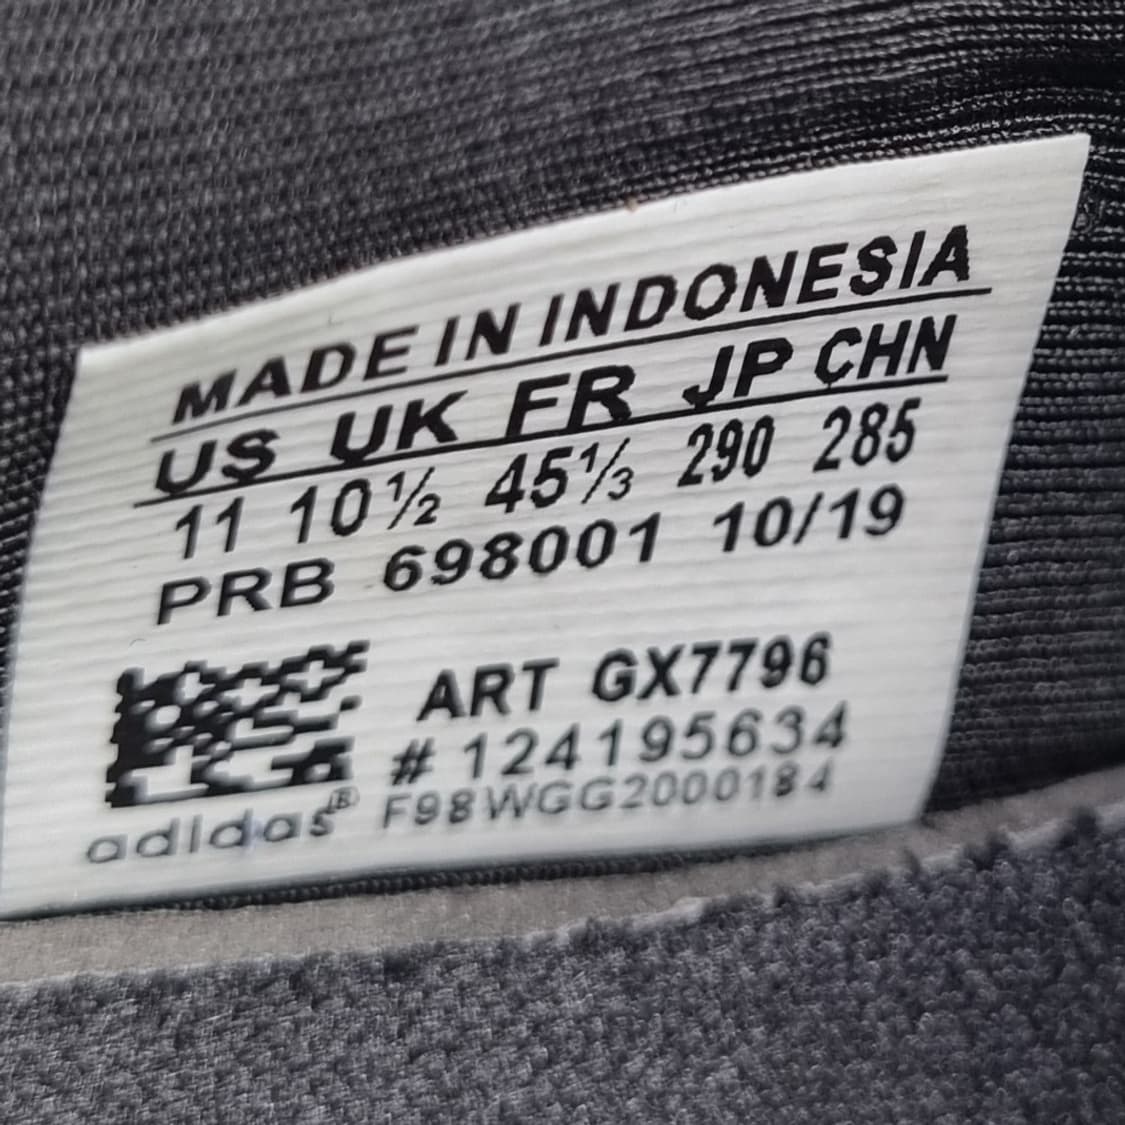 MADE IN INDONESIA
US UK FR JP CHN
11 10½ 45⅓ 290 285
PRB 698001 10/19
ART GX7796
# 124195634
adidas® F98WGG2000184